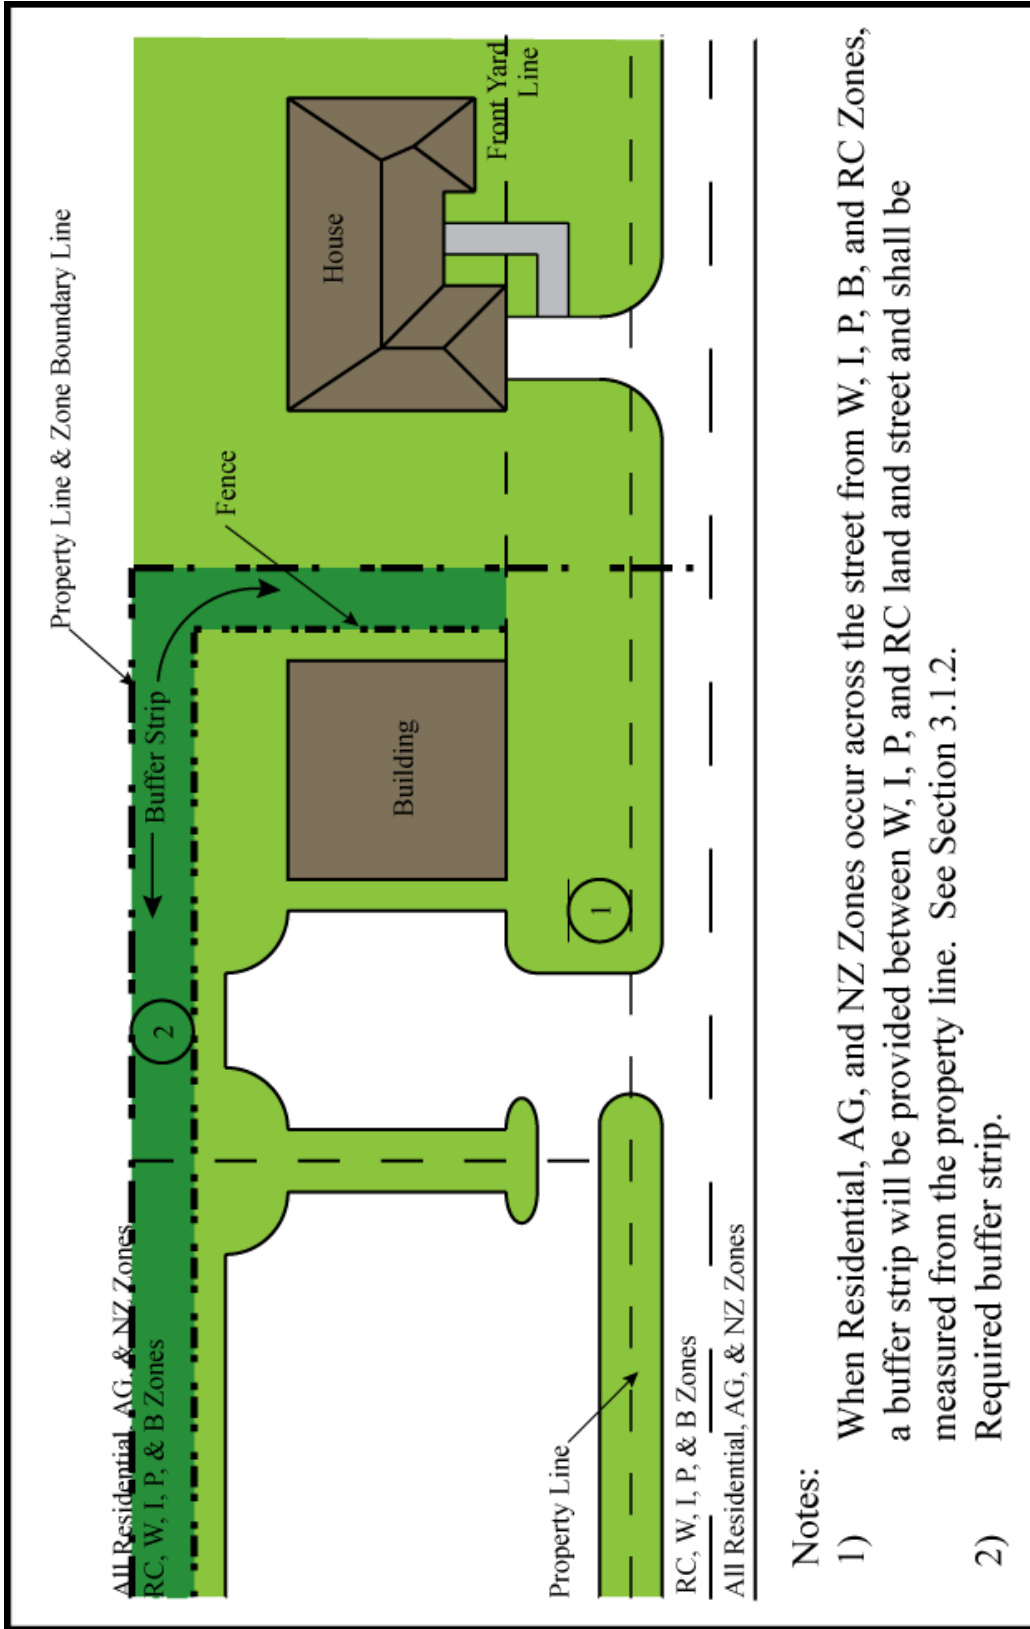 Property Line & Zone Boundary Line
All Residential, AG, & NZ Zones
RC, W, I, P, & B Zones
2
Buffer Strip
Fence
Building
House
Front Yard
Line
1
Property Line
RC, W, I, P, & B Zones
All Residential, AG, & NZ Zones
Notes:
1) When Residential, AG, and NZ Zones occur across the street from W, I, P, B, and RC Zones,
a buffer strip will be provided between W, I, P, and RC land and street and shall be
measured from the property line. See Section 3.1.2.
2) Required buffer strip.